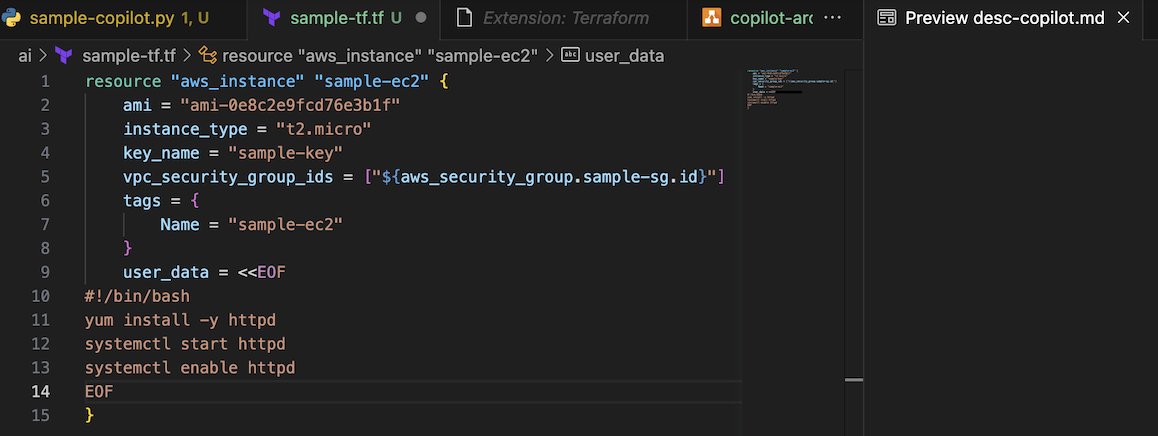 sample-copilot.py 1, U
sample-tf.tf U
Extension: Terraform
copilot-arc ...
Preview desc-copilot.md
ai > sample-tf.tf > resource "aws_instance" "sample-ec2" > user_data
1 resource "aws_instance" "sample-ec2" {
2 ami = "ami-0e8c2e9fcd76e3b1f"
3 instance_type = "t2.micro"
4 key_name = "sample-key"
5 vpc_security_group_ids = ["${aws_security_group.sample-sg.id}"]
6 tags = {
7 Name = "sample-ec2"
8 }
9 user_data = <<EOF
10 #!/bin/bash
11 yum install -y httpd
12 systemctl start httpd
13 systemctl enable httpd
14 EOF
15 }